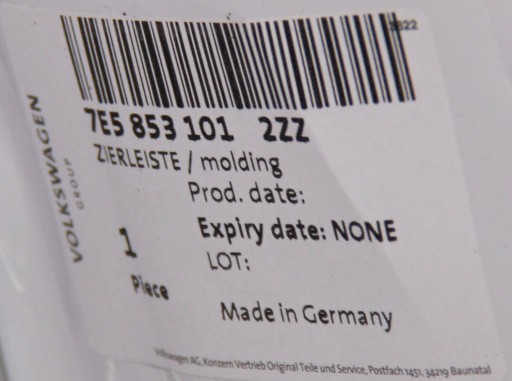 7E5 853 101 2ZZ
ZIERLEISTE / molding
Prod. date:
Expiry date: NONE
LOT:
1
Piece
Made in Germany
VOLKSWAGEN
GROUP
Volkswagen AG, Konzern Vertrieb Original Teile und Service, Postfach 1451, 34219 Baunatal